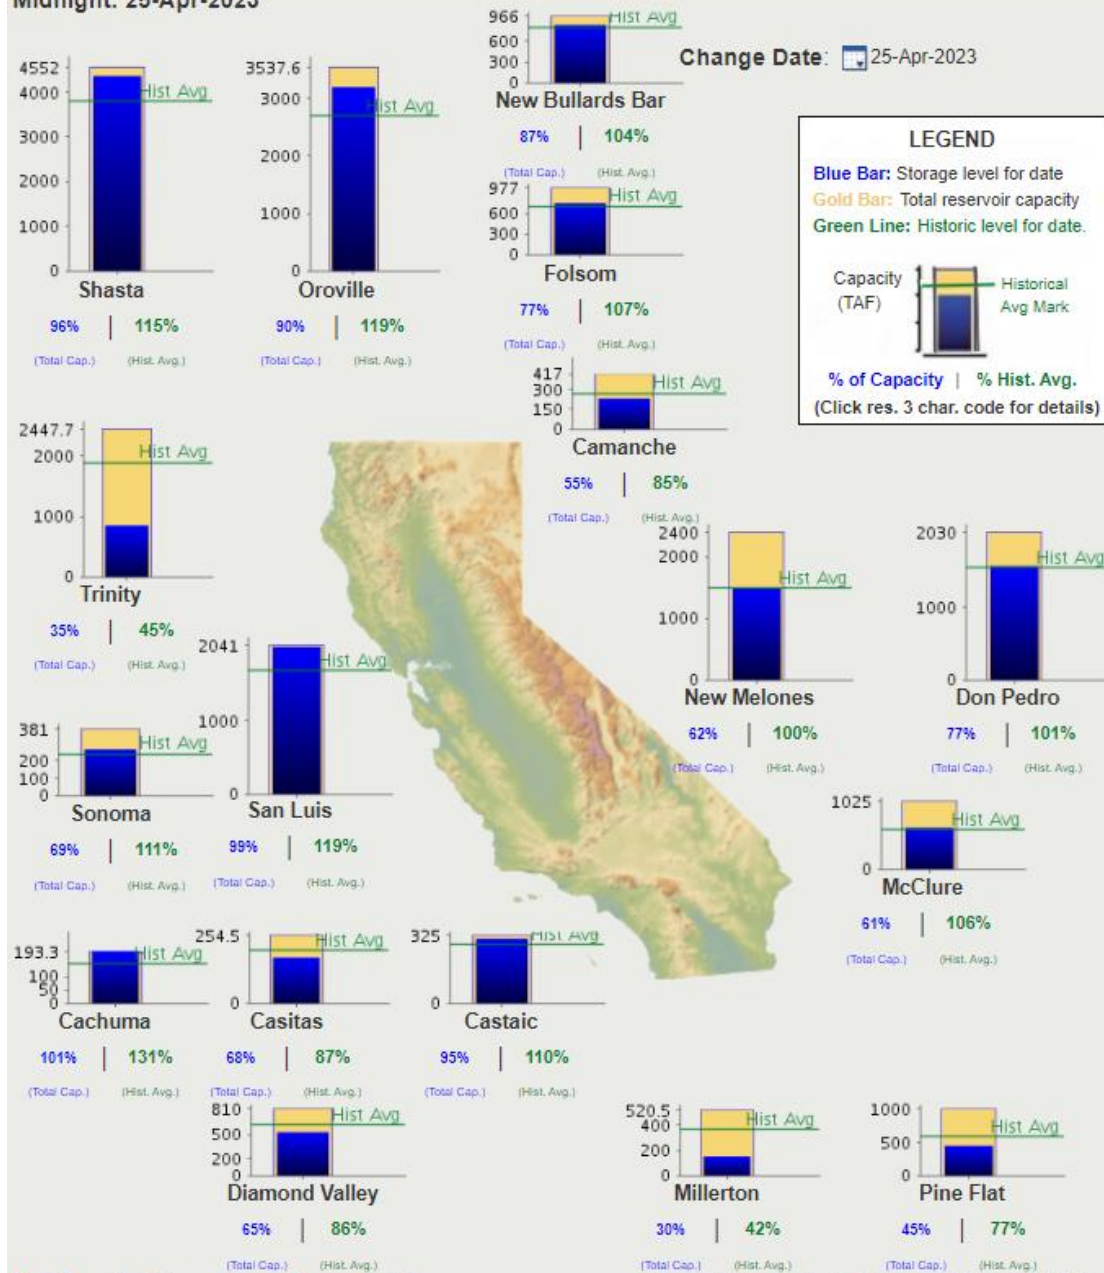 Midnight: 25-Apr-2023
Change Date: 25-Apr-2023
4552
4000
3000
2000
1000
0
Hist Avg
Shasta
96% | 115%
(Total Cap.) (Hist. Avg.)
3537.6
3000
2000
1000
0
Hist Avg
Oroville
90% | 119%
(Total Cap.) (Hist. Avg.)
966
600
300
0
Hist Avg
New Bullards Bar
87% | 104%
(Total Cap.) (Hist. Avg.)
977
600
300
0
Hist Avg
Folsom
77% | 107%
(Total Cap.) (Hist. Avg.)
417
300
150
0
Hist Avg
Camanche
55% | 85%
(Total Cap.) (Hist. Avg.)
LEGEND
Blue Bar: Storage level for date
Gold Bar: Total reservoir capacity
Green Line: Historic level for date.
Capacity
(TAF)
Historical
Avg Mark
% of Capacity | % Hist. Avg.
(Click res. 3 char. code for details)
2447.7
2000
1000
0
Hist Avg
Trinity
35% | 45%
(Total Cap.) (Hist. Avg.)
2400
2000
1000
0
Hist Avg
New Melones
62% | 100%
(Total Cap.) (Hist. Avg.)
2030
1000
0
Hist Avg
Don Pedro
77% | 101%
(Total Cap.) (Hist. Avg.)
381
200
100
0
Hist Avg
Sonoma
69% | 111%
(Total Cap.) (Hist. Avg.)
2041
1000
0
Hist Avg
San Luis
99% | 119%
(Total Cap.) (Hist. Avg.)
1025
0
Hist Avg
McClure
61% | 106%
(Total Cap.) (Hist. Avg.)
193.3
100
50
0
Hist Avg
Cachuma
101% | 131%
(Total Cap.) (Hist. Avg.)
254.5
0
Hist Avg
Casitas
68% | 87%
(Total Cap.) (Hist. Avg.)
325
0
Hist Avg
Castaic
95% | 110%
(Total Cap.) (Hist. Avg.)
810
500
200
0
Hist Avg
Diamond Valley
65% | 86%
(Total Cap.) (Hist. Avg.)
520.5
400
200
0
Hist Avg
Millerton
30% | 42%
(Total Cap.) (Hist. Avg.)
1000
500
0
Hist Avg
Pine Flat
45% | 77%
(Total Cap.) (Hist. Avg.)